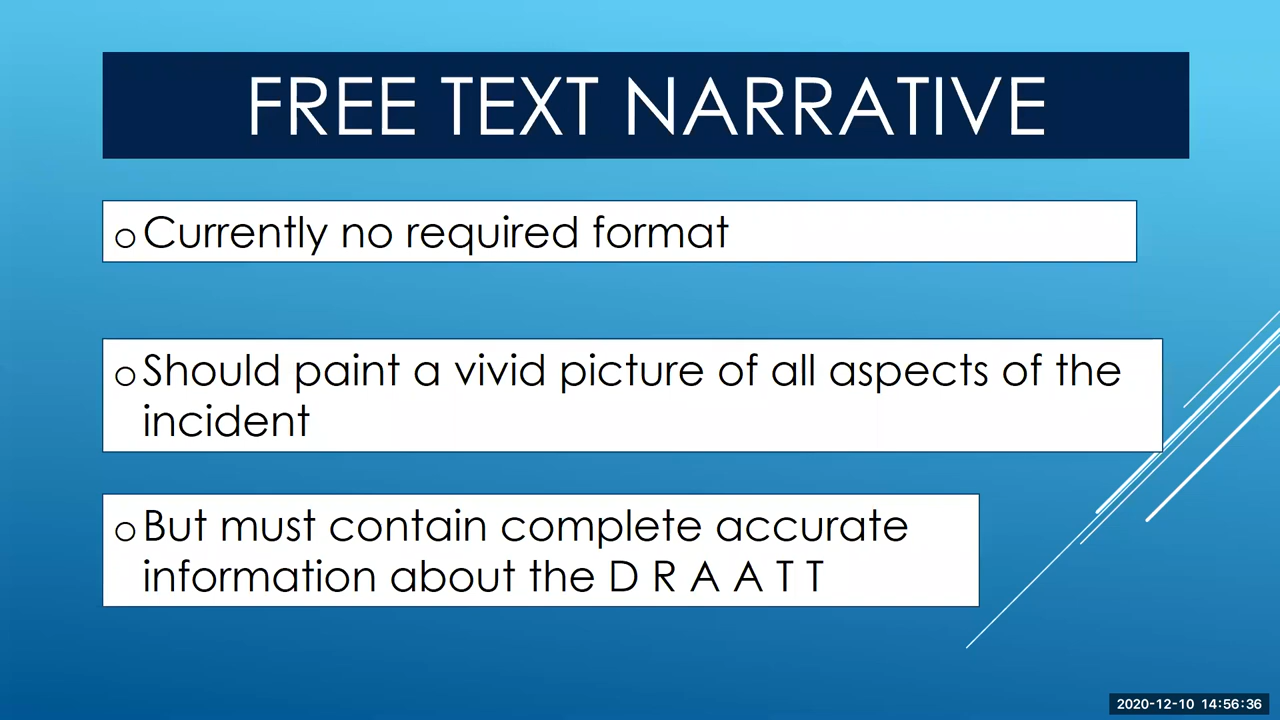 FREE TEXT NARRATIVE
o Currently no required format
o Should paint a vivid picture of all aspects of the
incident
o But must contain complete accurate
information about the D R A A T T
2020-12-10 14:56:36